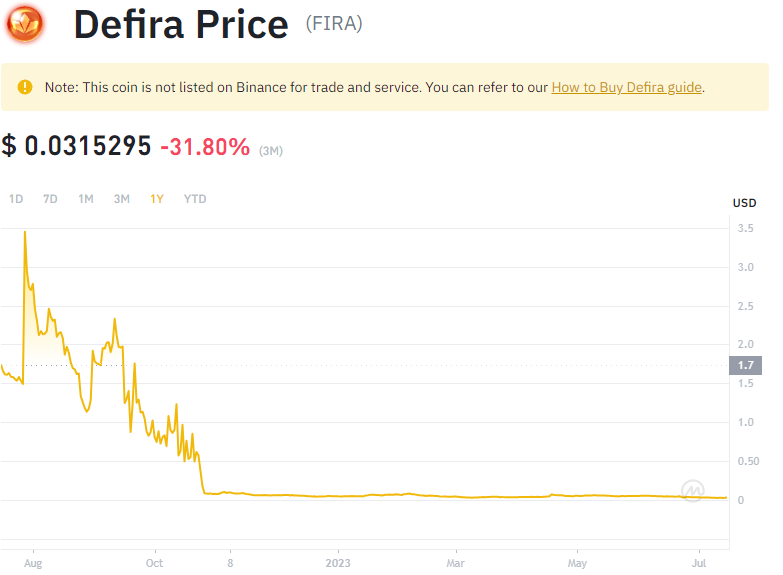 Defira Price (FIRA)
Note: This coin is not listed on Binance for trade and service. You can refer to our How to Buy Defira guide.
$ 0.0315295 -31.80% (3M)
1D 7D 1M 3M 1Y YTD
USD
3.5
3.0
2.5
2.0
1.7
1.5
1.0
0.50
0
Aug Oct 8 2023 Mar May Jul